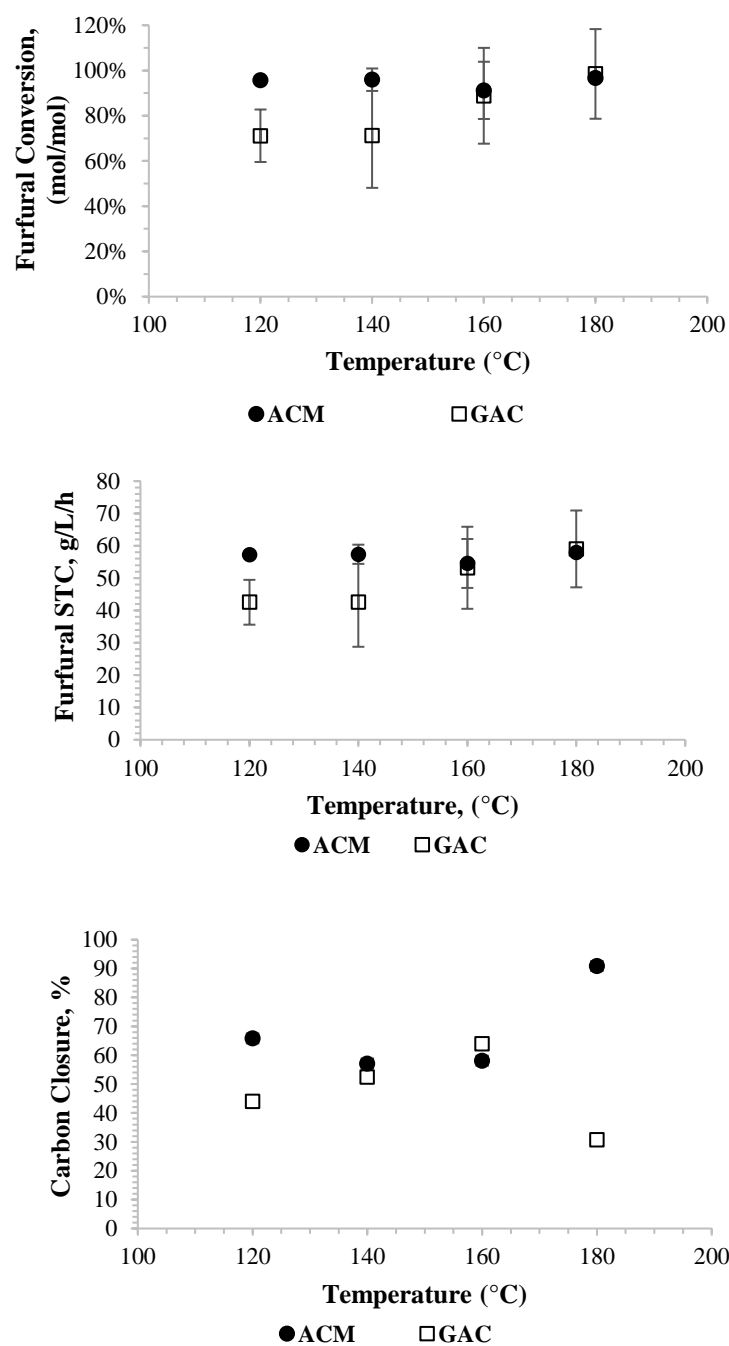 120%
100%
80%
60%
40%
20%
0%
Furfural Conversion,
(mol/mol)
100 120 140 160 180 200
Temperature (°C)
ACM GAC
80
70
60
50
40
30
20
10
0
Furfural STC, g/L/h
100 120 140 160 180 200
Temperature, (°C)
ACM GAC
100
90
80
70
60
50
40
30
20
10
0
Carbon Closure, %
100 120 140 160 180 200
Temperature (°C)
ACM GAC